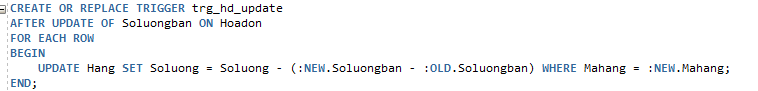 CREATE OR REPLACE TRIGGER trg_hd_update
AFTER UPDATE OF Soluongban ON Hoadon
FOR EACH ROW
BEGIN
    UPDATE Hang SET Soluong = Soluong - (:NEW.Soluongban - :OLD.Soluongban) WHERE Mahang = :NEW.Mahang;
END;